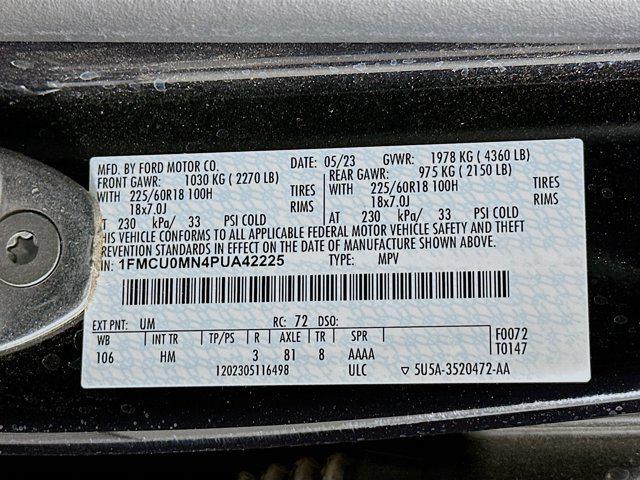 MFD. BY FORD MOTOR CO. DATE: 05/23 GVWR: 1978 KG ( 4360 LB)
FRONT GAWR: 1030 KG ( 2270 LB) REAR GAWR: 975 KG ( 2150 LB)
WITH 225/60R18 100H TIRES WITH 225/60R18 100H TIRES
18x7.0J RIMS 18x7.0J RIMS
AT 230 kPa/ 33 PSI COLD AT 230 kPa/ 33 PSI COLD
THIS VEHICLE CONFORMS TO ALL APPLICABLE FEDERAL MOTOR VEHICLE SAFETY AND THEFT
PREVENTION STANDARDS IN EFFECT ON THE DATE OF MANUFACTURE SHOWN ABOVE.
IN: 1FMCU0MN4PUA42225 TYPE: MPV
EXT PNT: UM RC: 72 DSO:
WB INT TR TP/PS R AXLE TR SPR F0072
106 HM 3 81 8 AAAA T0147
1202305116498 ULC ▽ 5U5A-3520472-AA